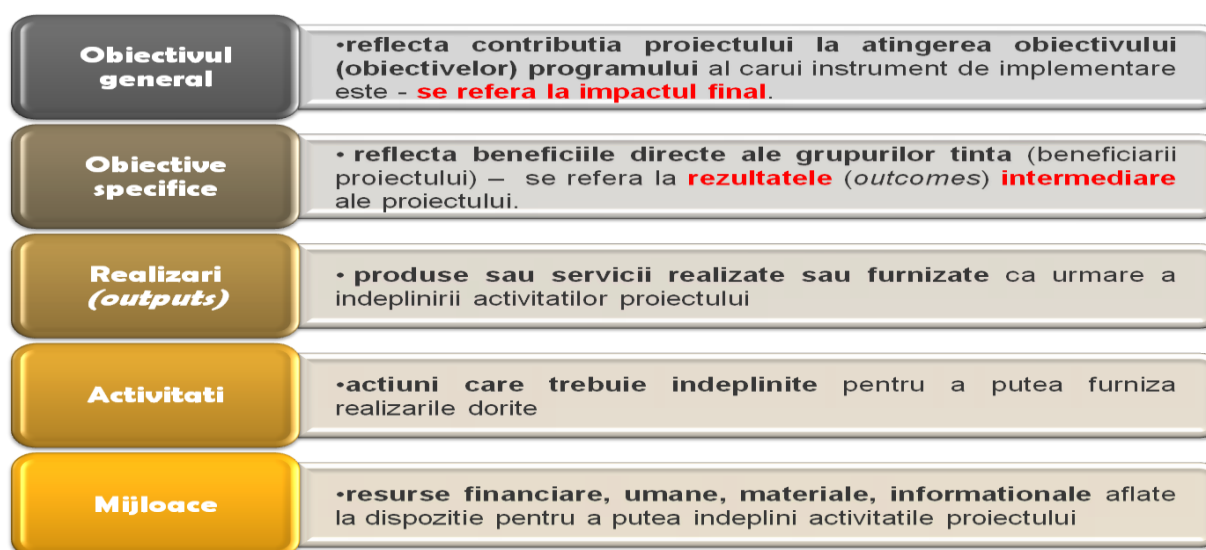 Obiectivul
general
•reflecta contributia proiectului la atingerea obiectivului
(obiectivelor) programului al carui instrument de implementare
este - se refera la impactul final.
Obiective
specifice
• reflecta beneficiile directe ale grupurilor tinta (beneficiarii
proiectului) – se refera la rezultatele (outcomes) intermediare
ale proiectului.
Realizari
(outputs)
• produse sau servicii realizate sau furnizate ca urmare a
indeplinirii activitatilor proiectului
Activitati
•actiuni care trebuie indeplinite pentru a putea furniza
realizarile dorite
Mijloace
•resurse financiare, umane, materiale, informationale aflate
la dispozitie pentru a putea indeplini activitatile proiectului